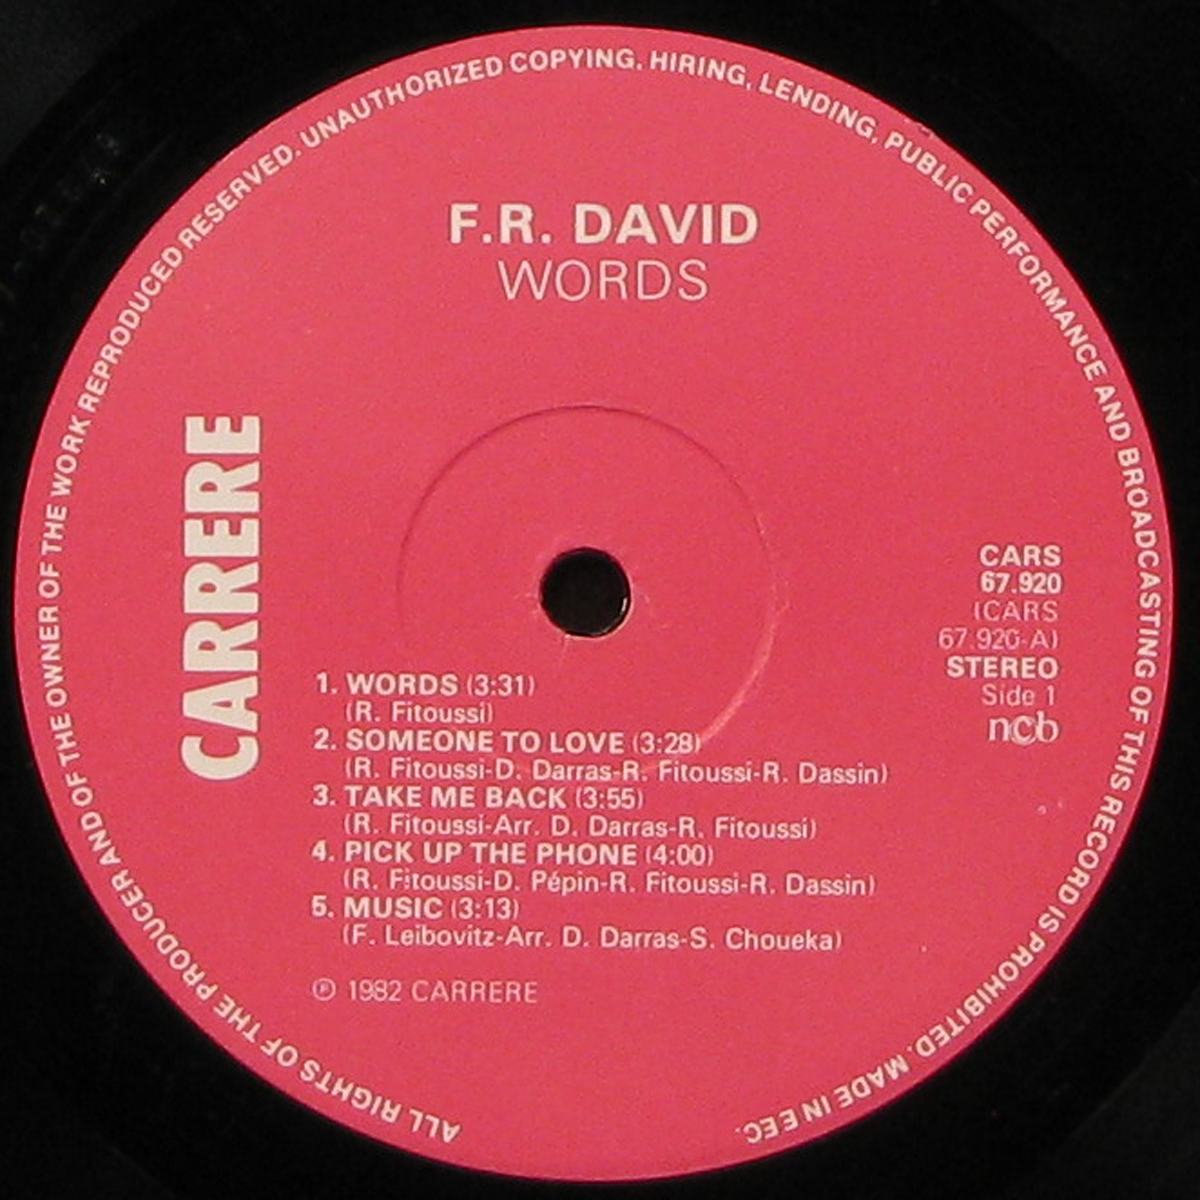 ALL RIGHTS OF THE PRODUCER AND OF THE OWNER OF THE WORK REPRODUCED RESERVED. UNAUTHORIZED COPYING. HIRING, LENDING, PUBLIC PERFORMANCE AND BROADCASTING OF THIS RECORD IS PROHIBITED. MADE IN EEC.
F.R. DAVID
WORDS
CARRERE
CARS
67.920
(CARS
67.920-A)
STEREO
Side 1
ncb
1. WORDS (3:31)
(R. Fitoussi)
2. SOMEONE TO LOVE (3:28)
(R. Fitoussi-D. Darras-R. Fitoussi-R. Dassin)
3. TAKE ME BACK (3:55)
(R. Fitoussi-Arr. D. Darras-R. Fitoussi)
4. PICK UP THE PHONE (4:00)
(R. Fitoussi-D. Pépin-R. Fitoussi-R. Dassin)
5. MUSIC (3:13)
(F. Leibovitz-Arr. D. Darras-S. Choueka)
℗ 1982 CARRERE